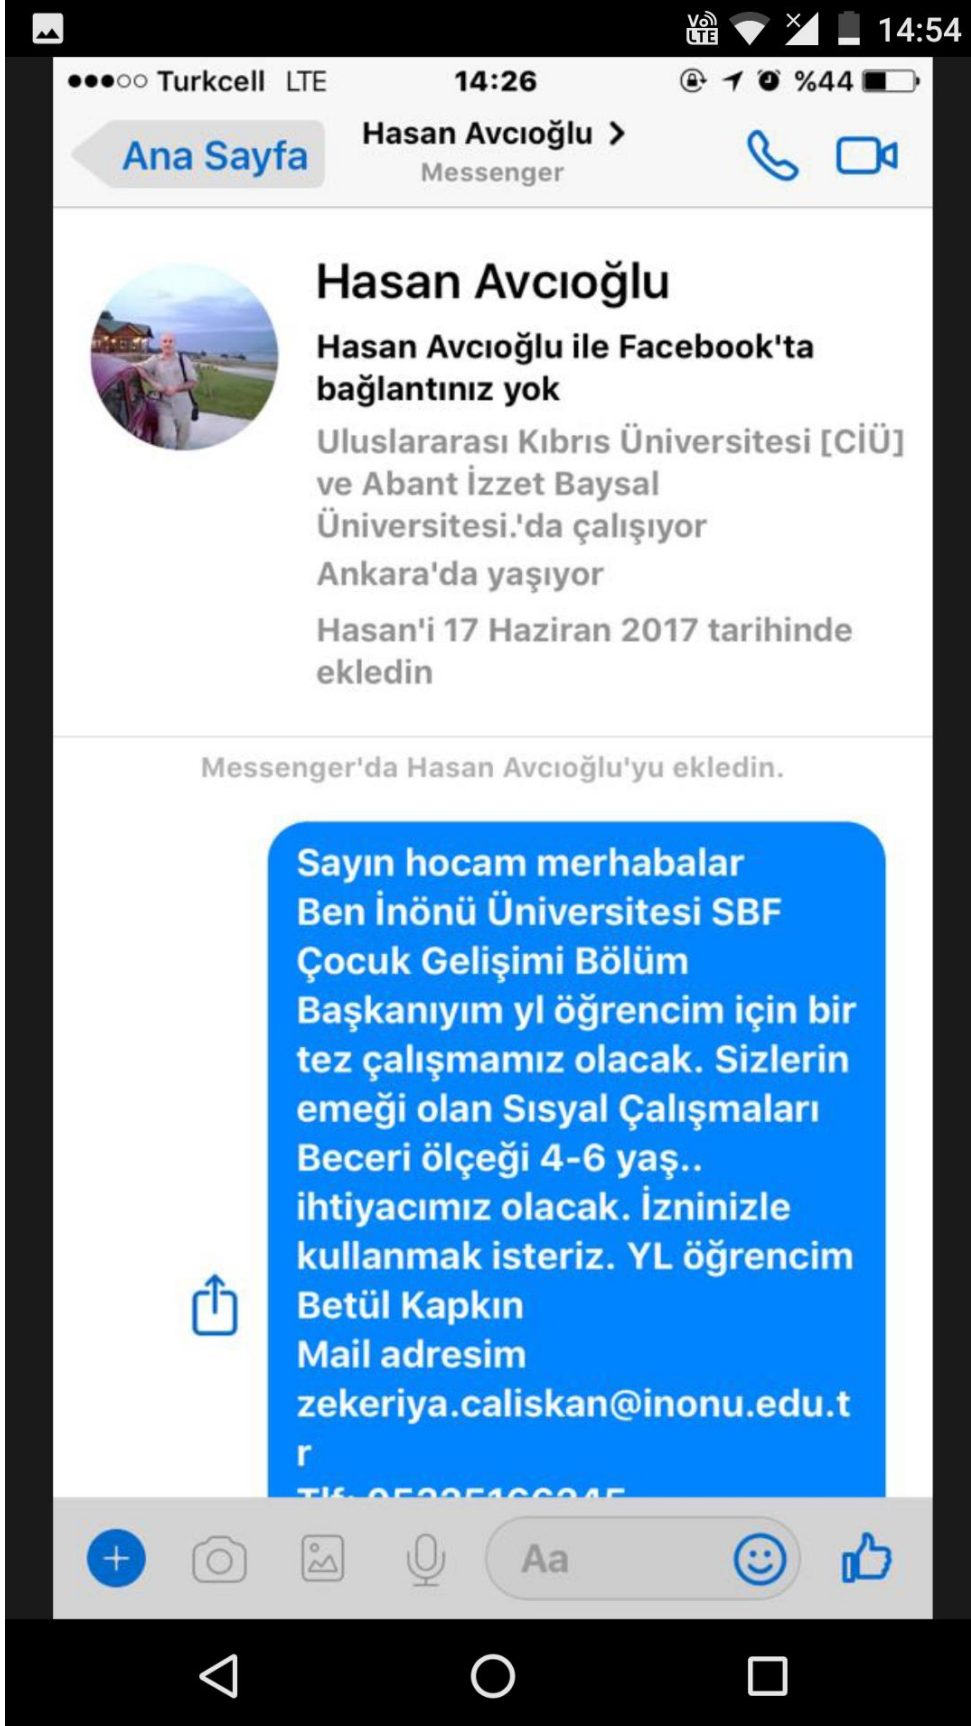 VoLTE 14:54
Turkcell LTE 14:26 %44
Ana Sayfa
Hasan Avcıoğlu >
Messenger
Hasan Avcıoğlu
Hasan Avcıoğlu ile Facebook'ta
bağlantınız yok
Uluslararası Kıbrıs Üniversitesi [CİÜ]
ve Abant İzzet Baysal
Üniversitesi.'da çalışıyor
Ankara'da yaşıyor
Hasan'i 17 Haziran 2017 tarihinde
ekledin
Messenger'da Hasan Avcıoğlu'yu ekledin.
Sayın hocam merhabalar
Ben İnönü Üniversitesi SBF
Çocuk Gelişimi Bölüm
Başkanıyım yl öğrencim için bir
tez çalışmamız olacak. Sizlerin
emeği olan Sısyal Çalışmaları
Beceri ölçeği 4-6 yaş..
ihtiyacımız olacak. İzninizle
kullanmak isteriz. YL öğrencim
Betül Kapkın
Mail adresim
zekeriya.caliskan@inonu.edu.t
r
Tlf:
Aa